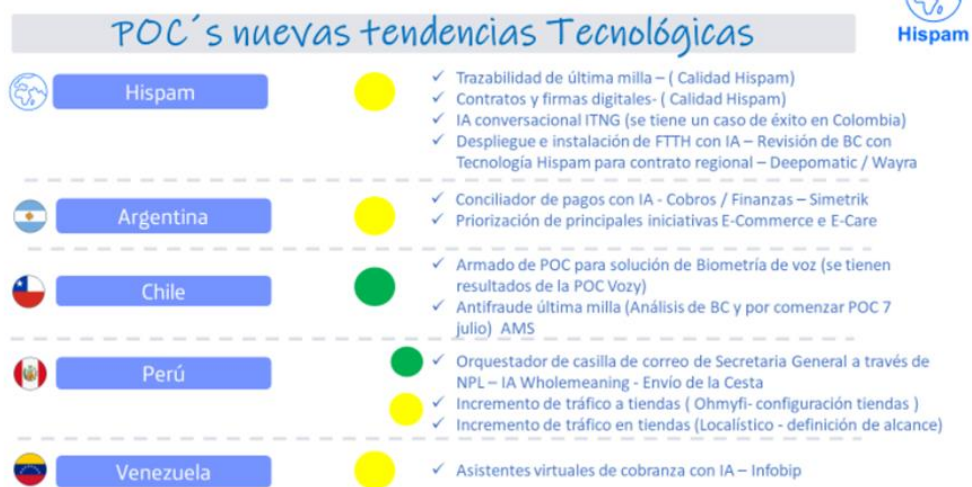 POC´s nuevas tendencias Tecnológicas
Hispam
Hispam
✓ Trazabilidad de última milla – ( Calidad Hispam)
✓ Contratos y firmas digitales- ( Calidad Hispam)
✓ IA conversacional ITNG (se tiene un caso de éxito en Colombia)
✓ Despliegue e instalación de FTTH con IA – Revisión de BC con
Tecnología Hispam para contrato regional – Deepomatic / Wayra
Argentina
✓ Conciliador de pagos con IA - Cobros / Finanzas – Simetrik
✓ Priorización de principales iniciativas E-Commerce e E-Care
Chile
✓ Armado de POC para solución de Biometría de voz (se tienen
resultados de la POC Vozy)
✓ Antifraude última milla (Análisis de BC y por comenzar POC 7
julio) AMS
Perú
✓ Orquestador de casilla de correo de Secretaria General a través de
NPL – IA Wholemeaning - Envío de la Cesta
✓ Incremento de tráfico a tiendas ( Ohmyfi- configuración tiendas )
✓ Incremento de tráfico en tiendas (Localístico - definición de alcance)
Venezuela
✓ Asistentes virtuales de cobranza con IA – Infobip